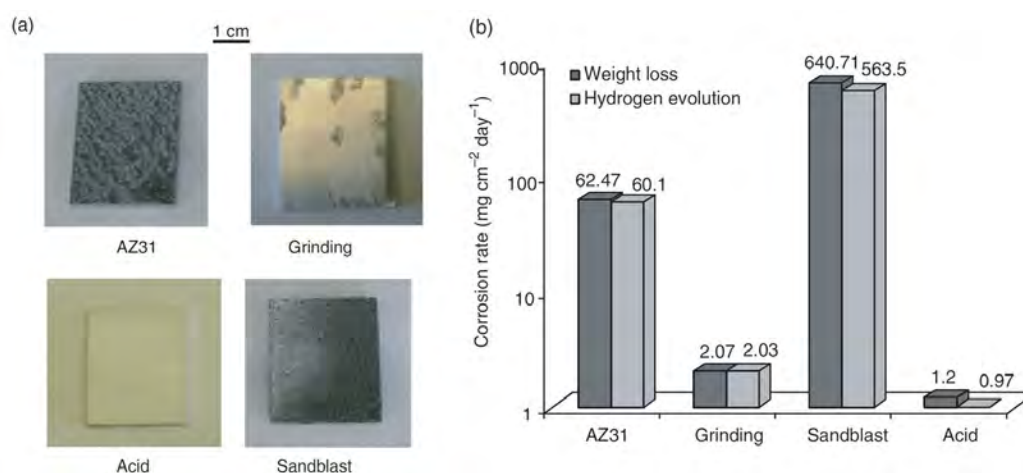 (a)
1 cm
AZ31
Grinding
Acid
Sandblast
(b)
Corrosion rate (mg cm⁻² day⁻¹)
1000
100
10
1
Weight loss
Hydrogen evolution
62.47
60.1
2.07
2.03
640.71
563.5
1.2
0.97
AZ31
Grinding
Sandblast
Acid